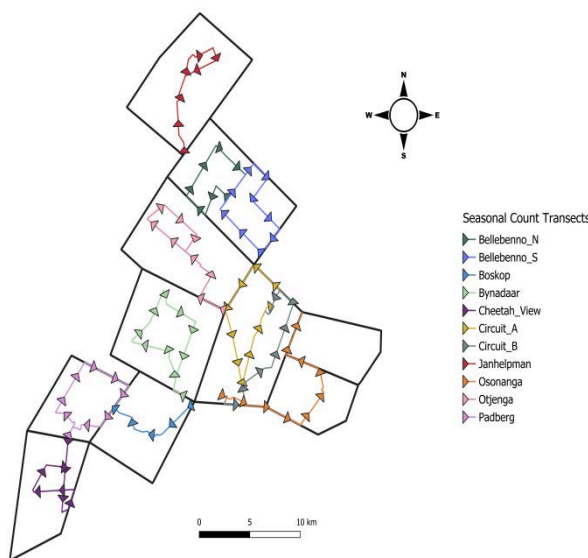 N
W E
S
Seasonal Count Transects
Bellebenno_N
Bellebenno_S
Boskop
Bynadaar
Cheetah_View
Circuit_A
Circuit_B
Janhelpman
Osonanga
Otjenga
Padberg
0 5 10 km